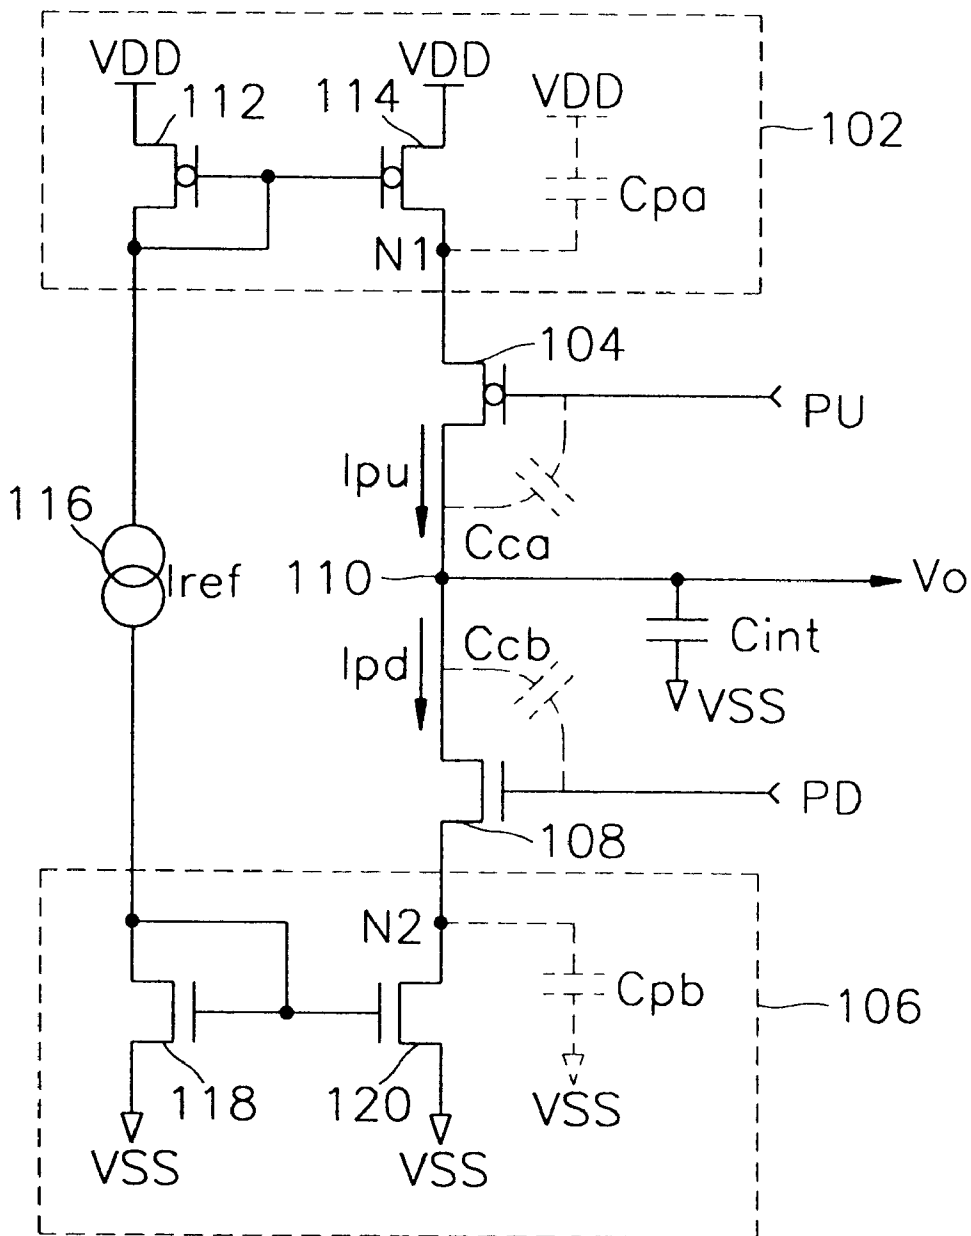 VDD
VDD
112
114
VDD
102
Cpa
N1
104
PU
Ipu
116
Cca
Iref
110
Vo
Ccb
Cint
Ipd
VSS
PD
108
N2
Cpb
106
118
120
VSS
VSS
VSS